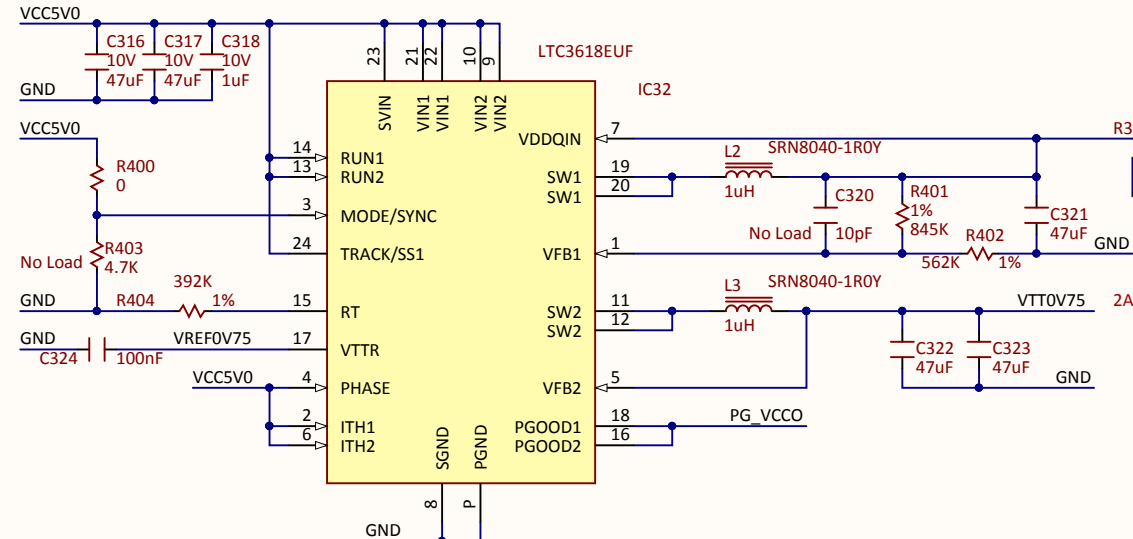 VCC5V0
C316
10V
47uF
C317
10V
47uF
C318
10V
1uF
GND
VCC5V0
R400
0
No Load
R403
4.7K
GND
R404
392K
1%
GND
C324
100nF
VREF0V75
VCC5V0
LTC3618EUF
IC32
23
21
22
10
9
SVIN
VIN1
VIN1
VIN2
VIN2
14
RUN1
13
RUN2
3
MODE/SYNC
24
TRACK/SS1
15
RT
17
VTTR
4
PHASE
2
ITH1
6
ITH2
SGND
PGND
8
P
GND
VDDQIN
7
SW1
19
SW1
20
VFB1
1
SW2
11
SW2
12
VFB2
5
PGOOD1
18
PGOOD2
16
PG_VCCO
L2
SRN8040-1R0Y
1uH
C320
No Load
10pF
R401
1%
845K
R402
562K
1%
C321
47uF
GND
R3
L3
SRN8040-1R0Y
1uH
VTT0V75
2A
C322
47uF
C323
47uF
GND